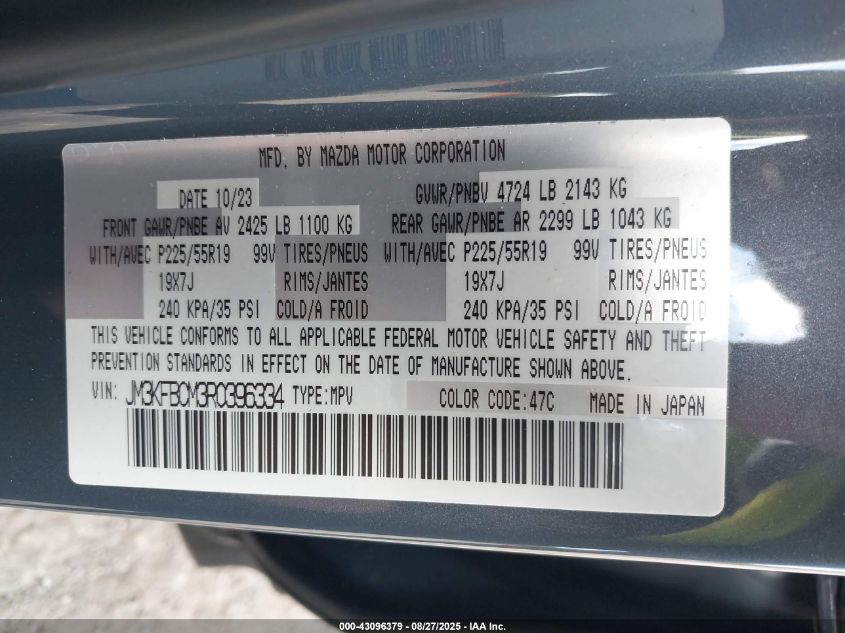 MFD. BY MAZDA MOTOR CORPORATION
DATE 10/23 GVWR/PNBV 4724 LB 2143 KG
FRONT GAWR/PNBE AV 2425 LB 1100 KG REAR GAWR/PNBE AR 2299 LB 1043 KG
WITH/AVEC P225/55R19 99V TIRES/PNEUS WITH/AVEC P225/55R19 99V TIRES/PNEUS
19X7J RIMS/JANTES 19X7J RIMS/JANTES
240 KPA/35 PSI COLD/A FROID 240 KPA/35 PSI COLD/A FROID
THIS VEHICLE CONFORMS TO ALL APPLICABLE FEDERAL MOTOR VEHICLE SAFETY AND THEFT
PREVENTION STANDARDS IN EFFECT ON THE DATE OF MANUFACTURE SHOWN ABOVE.
VIN: JM3KFBCM3R0396334 TYPE:MPV COLOR CODE:47C MADE IN JAPAN
000-43096379 - 08/27/2025 - IAA Inc.